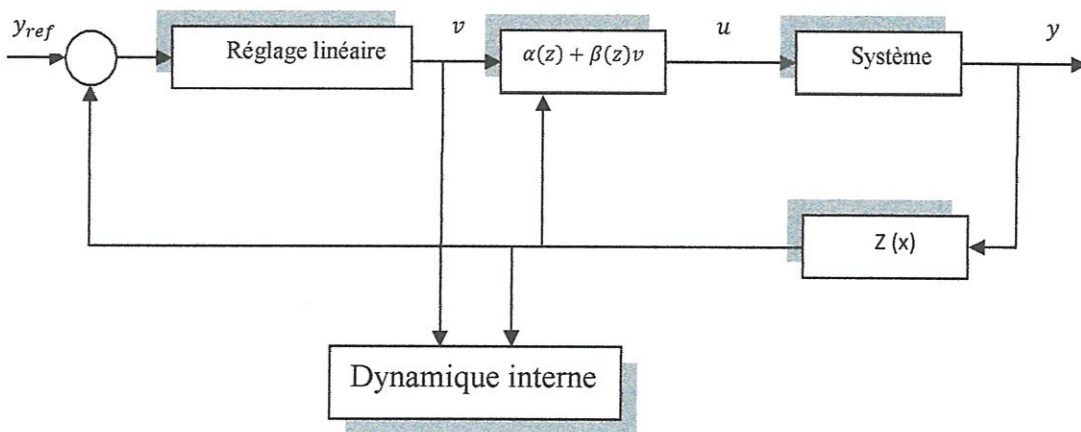 y_ref
Réglage linéaire
v
α(z) + β(z)v
u
Système
y
Z (x)
Dynamique interne